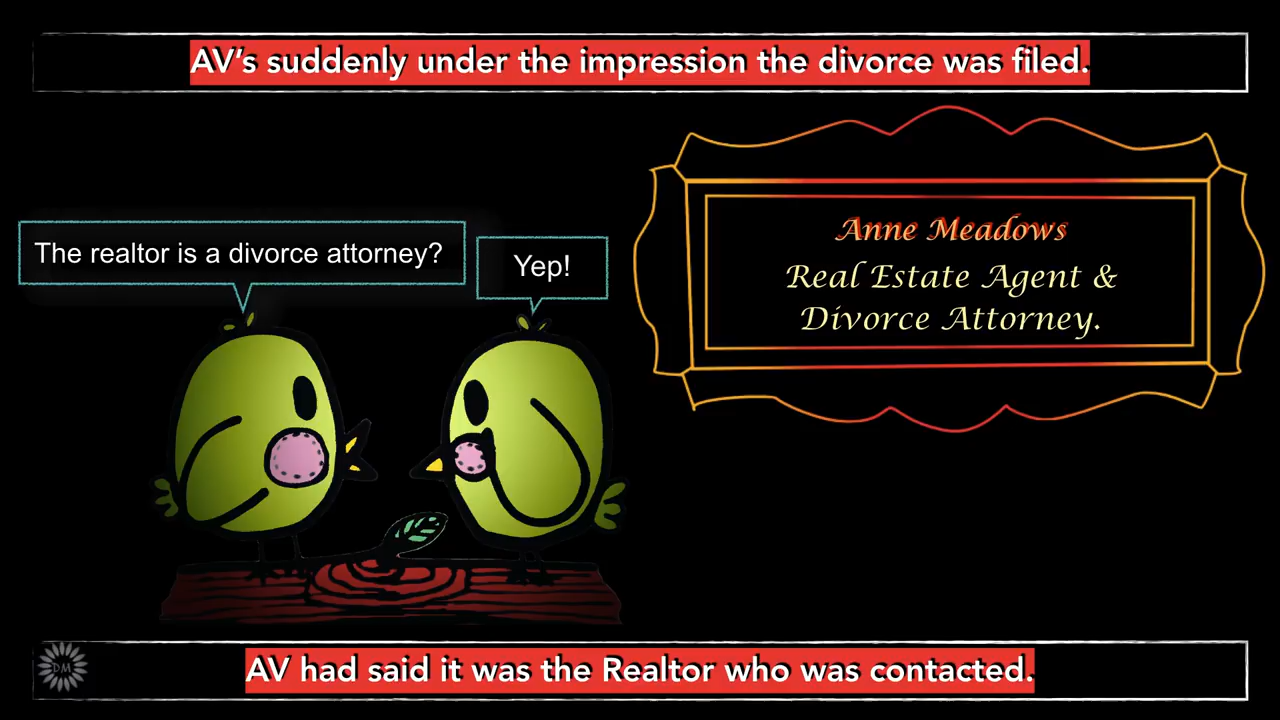 AV's suddenly under the impression the divorce was filed.
The realtor is a divorce attorney?
Yep!
Anne Meadows
Real Estate Agent &
Divorce Attorney.
DM
AV had said it was the Realtor who was contacted.